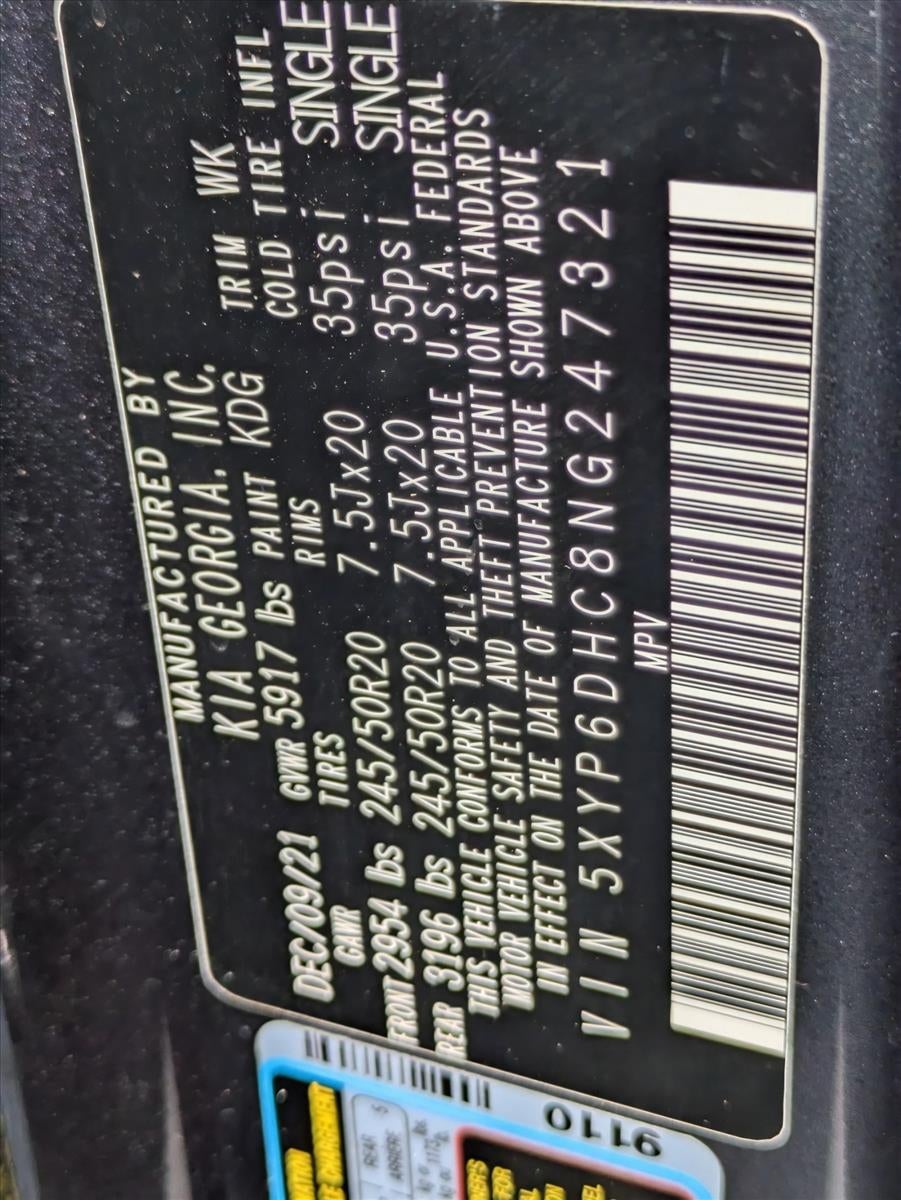 MANUFACTURED BY
KIA GEORGIA. INC.
DEC/09/21 GVWR 5917 lbs PAINT KDG TRIM WK
GAWR TIRES RIMS COLD TIRE INFL
FRONT 2954 lbs 245/50R20 7.5Jx20 35psi SINGLE
REAR 3196 lbs 245/50R20 7.5Jx20 35psi SINGLE
THIS VEHICLE CONFORMS TO ALL APPLICABLE U.S.A. FEDERAL
MOTOR VEHICLE SAFETY AND THEFT PREVENTION STANDARDS
IN EFFECT ON THE DATE OF MANUFACTURE SHOWN ABOVE
VIN 5XYP6DHC8NG247321
MPV
9110
REAR 5
ARRIERE